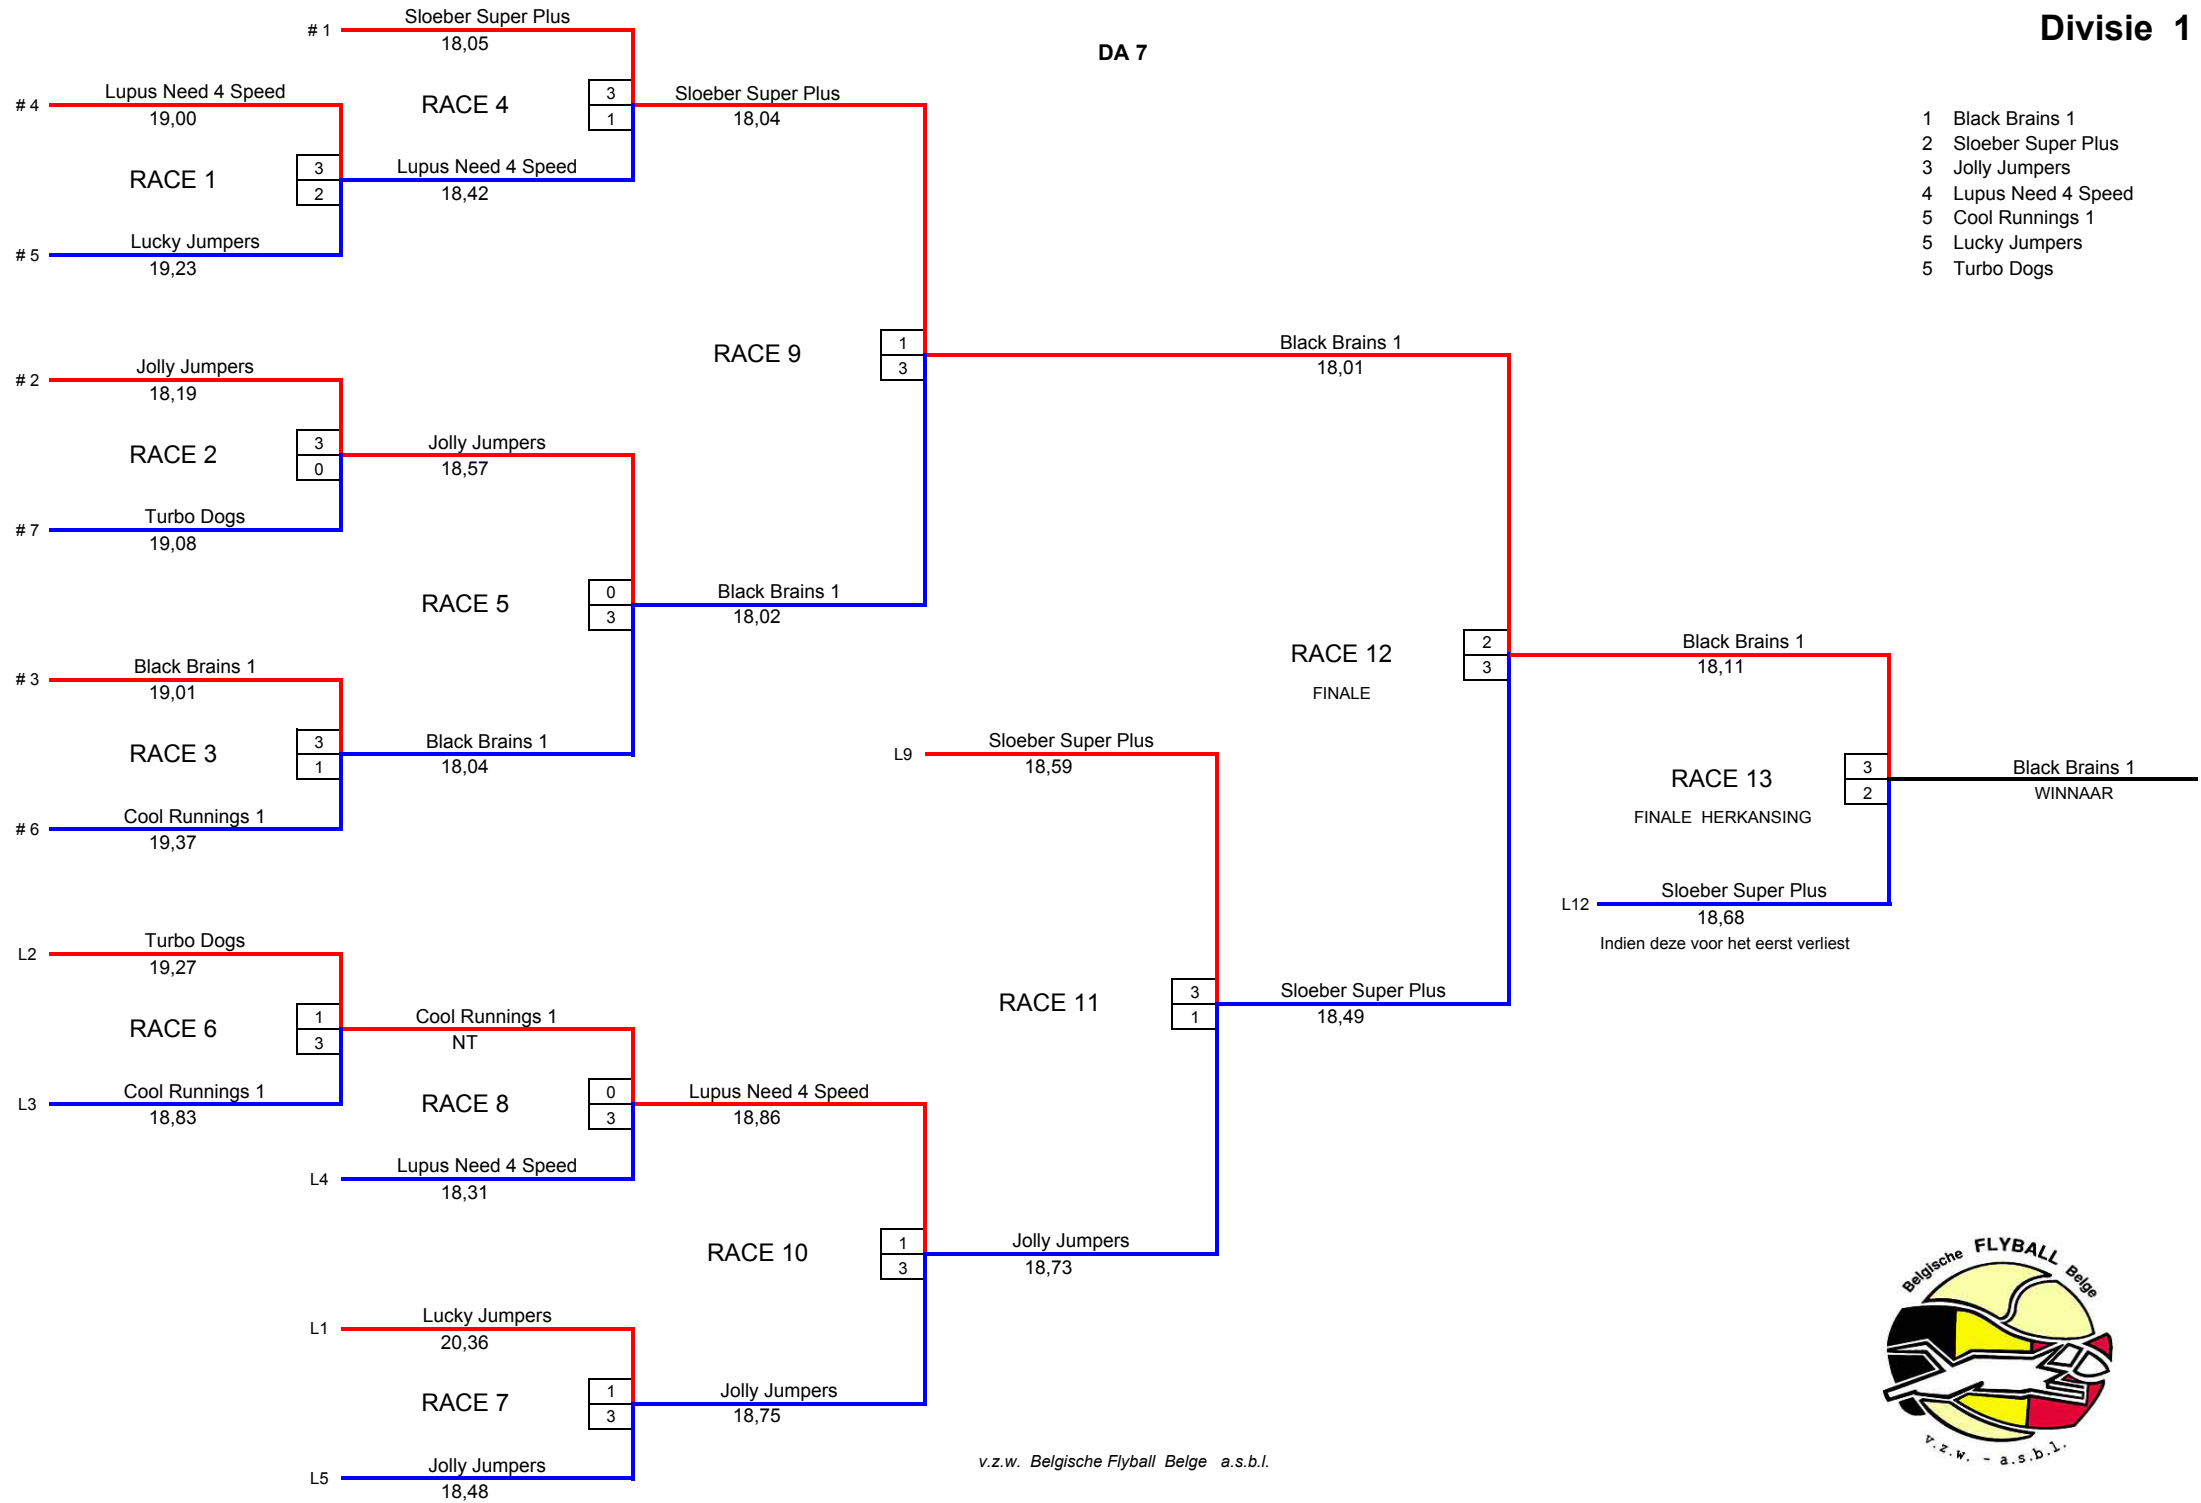 Divisie 1
DA 7
1 Black Brains 1
2 Sloeber Super Plus
3 Jolly Jumpers
4 Lupus Need 4 Speed
5 Cool Runnings 1
5 Lucky Jumpers
5 Turbo Dogs
# 1
Sloeber Super Plus
18,05
# 4
Lupus Need 4 Speed
19,00
RACE 4
3
1
Sloeber Super Plus
18,04
RACE 1
3
2
Lupus Need 4 Speed
18,42
# 5
Lucky Jumpers
19,23
RACE 9
1
3
Black Brains 1
18,01
# 2
Jolly Jumpers
18,19
RACE 2
3
0
Jolly Jumpers
18,57
# 7
Turbo Dogs
19,08
RACE 5
0
3
Black Brains 1
18,02
# 3
Black Brains 1
19,01
RACE 3
3
1
Black Brains 1
18,04
# 6
Cool Runnings 1
19,37
RACE 12
FINALE
2
3
Black Brains 1
18,11
L9
Sloeber Super Plus
18,59
RACE 13
FINALE HERKANSING
3
2
Black Brains 1
WINNAAR
L12
Sloeber Super Plus
18,68
Indien deze voor het eerst verliest
L2
Turbo Dogs
19,27
RACE 6
1
3
Cool Runnings 1
NT
L3
Cool Runnings 1
18,83
RACE 11
3
1
Sloeber Super Plus
18,49
RACE 8
0
3
Lupus Need 4 Speed
18,86
L4
Lupus Need 4 Speed
18,31
RACE 10
1
3
Jolly Jumpers
18,73
L1
Lucky Jumpers
20,36
RACE 7
1
3
Jolly Jumpers
18,75
L5
Jolly Jumpers
18,48
v.z.w. Belgische Flyball Belge a.s.b.l.
Belgische FLYBALL Belge
v.z.w. - a.s.b.l.